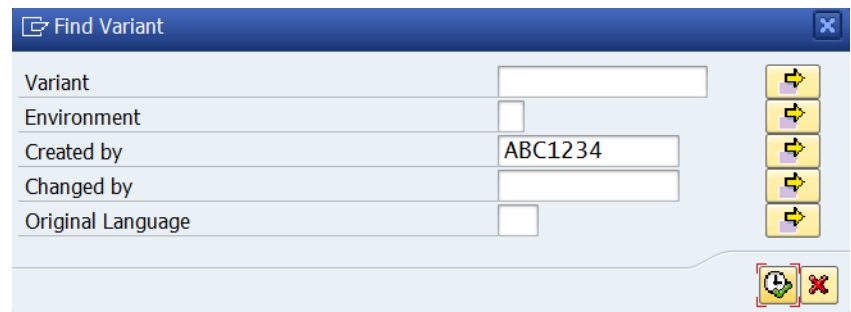 Find Variant
Variant
Environment
Created by ABC1234
Changed by
Original Language